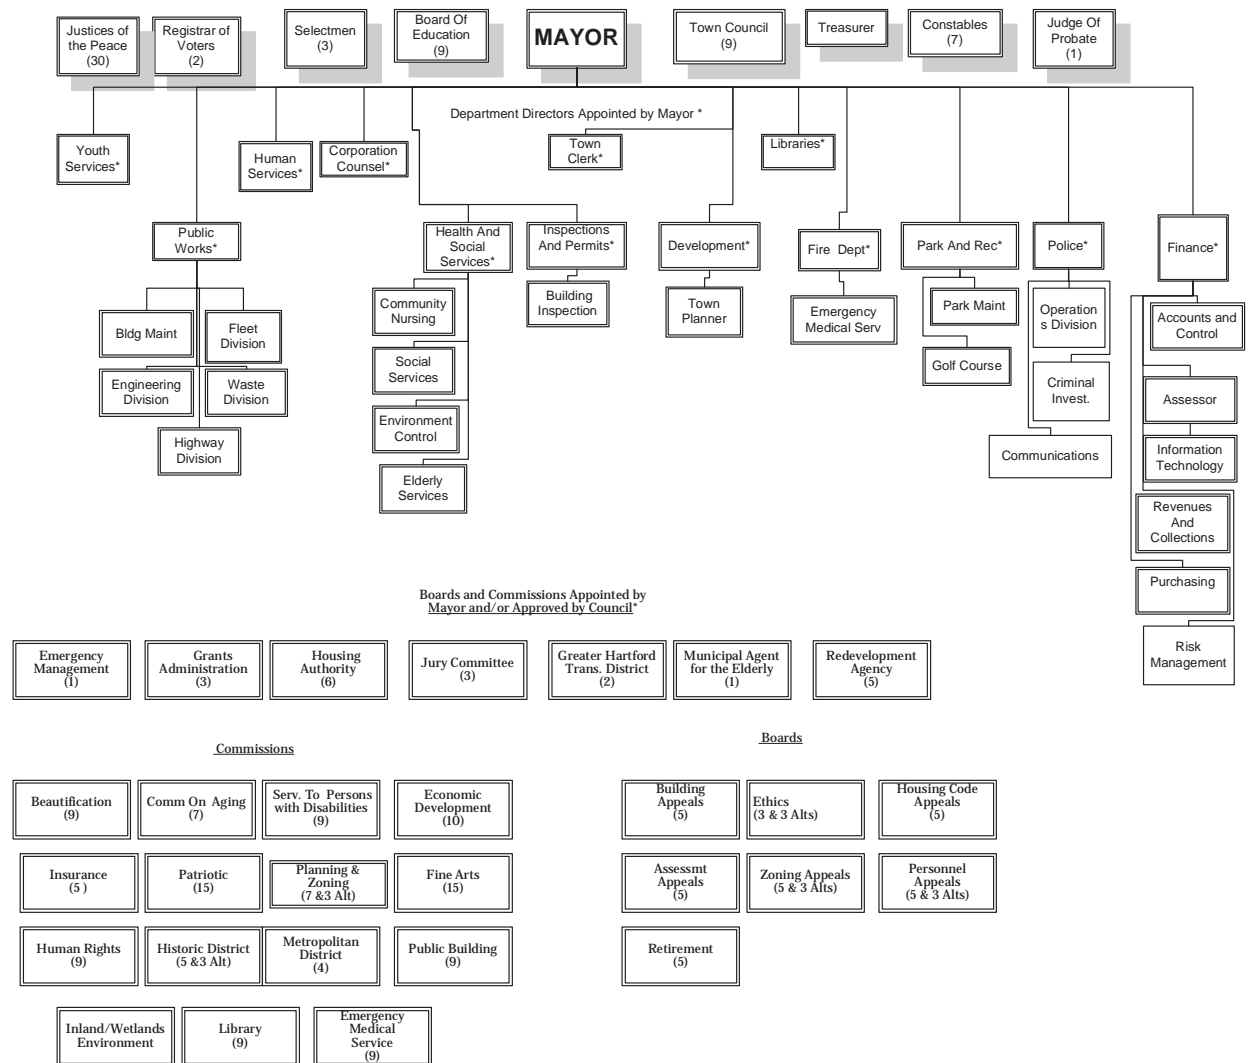 Justices of
the Peace
(30)
Registrar of
Voters
(2)
Selectmen
(3)
Board Of
Education
(9)
MAYOR
Town Council
(9)
Treasurer
Constables
(7)
Judge Of
Probate
(1)
Department Directors Appointed by Mayor *
Youth
Services*
Human
Services*
Corporation
Counsel*
Town
Clerk*
Libraries*
Public
Works*
Health And
Social
Services*
Inspections
And Permits*
Development*
Fire Dept*
Park And Rec*
Police*
Finance*
Bldg Maint
Fleet
Division
Engineering
Division
Waste
Division
Highway
Division
Community
Nursing
Social
Services
Environment
Control
Elderly
Services
Building
Inspection
Town
Planner
Emergency
Medical Serv
Park Maint
Golf Course
Operation
s Division
Criminal
Invest.
Communications
Accounts and
Control
Assessor
Information
Technology
Revenues
And
Collections
Purchasing
Risk
Management
Boards and Commissions Appointed by
Mayor and/or Approved by Council*
Emergency
Management
(1)
Grants
Administration
(3)
Housing
Authority
(6)
Jury Committee
(3)
Greater Hartford
Trans. District
(2)
Municipal Agent
for the Elderly
(1)
Redevelopment
Agency
(5)
Commissions
Beautification
(9)
Comm On Aging
(7)
Serv. To Persons
with Disabilities
(9)
Economic
Development
(10)
Insurance
(5 )
Patriotic
(15)
Planning &
Zoning
(7 &3 Alt)
Fine Arts
(15)
Human Rights
(9)
Historic District
(5 &3 Alt)
Metropolitan
District
(4)
Public Building
(9)
Inland/Wetlands
Environment
Library
(9)
Emergency
Medical
Service
(9)
Boards
Building
Appeals
(5)
Ethics
(3 & 3 Alts)
Housing Code
Appeals
(5)
Assessmt
Appeals
(5)
Zoning Appeals
(5 & 3 Alts)
Personnel
Appeals
(5 & 3 Alts)
Retirement
(5)